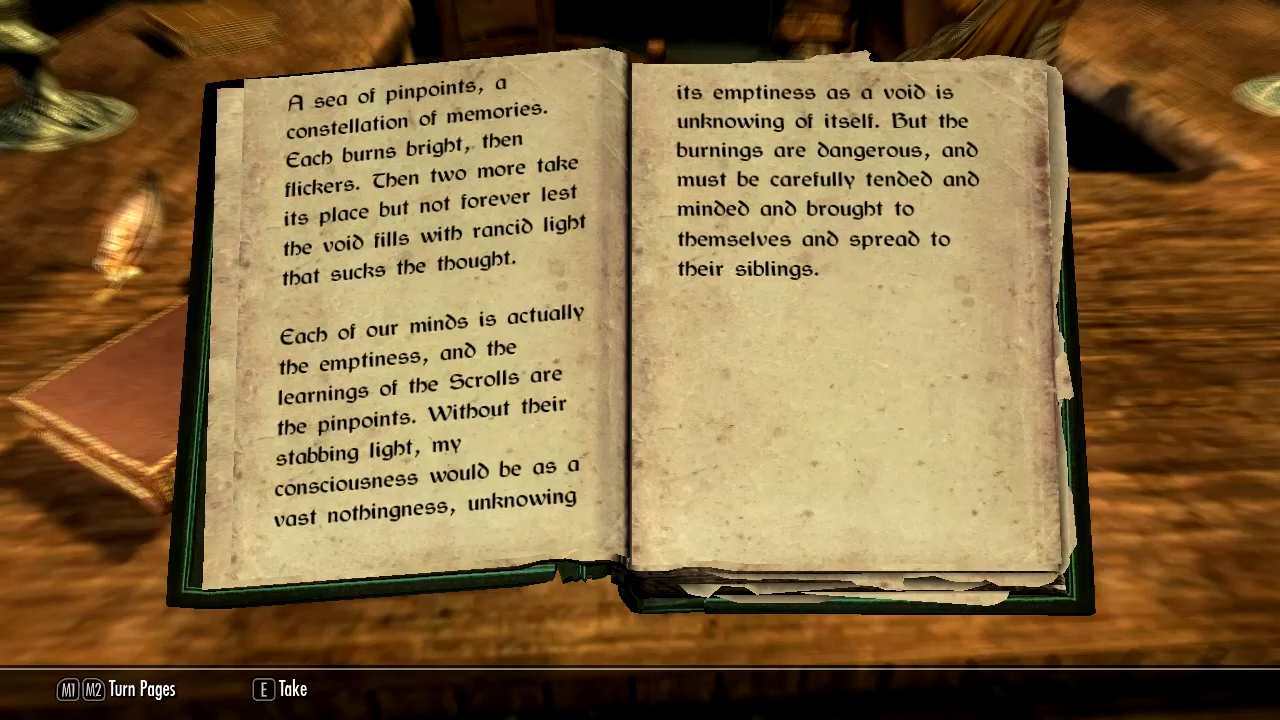 A sea of pinpoints, a
constellation of memories.
Each burns bright, then
flickers. Then two more take
its place but not forever lest
the void fills with rancid light
that sucks the thought.
Each of our minds is actually
the emptiness, and the
learnings of the Scrolls are
the pinpoints. Without their
stabbing light, my
consciousness would be as a
vast nothingness, unknowing
its emptiness as a void is
unknowing of itself. But the
burnings are dangerous, and
must be carefully tended and
minded and brought to
themselves and spread to
their siblings.
M1 M2 Turn Pages
E Take